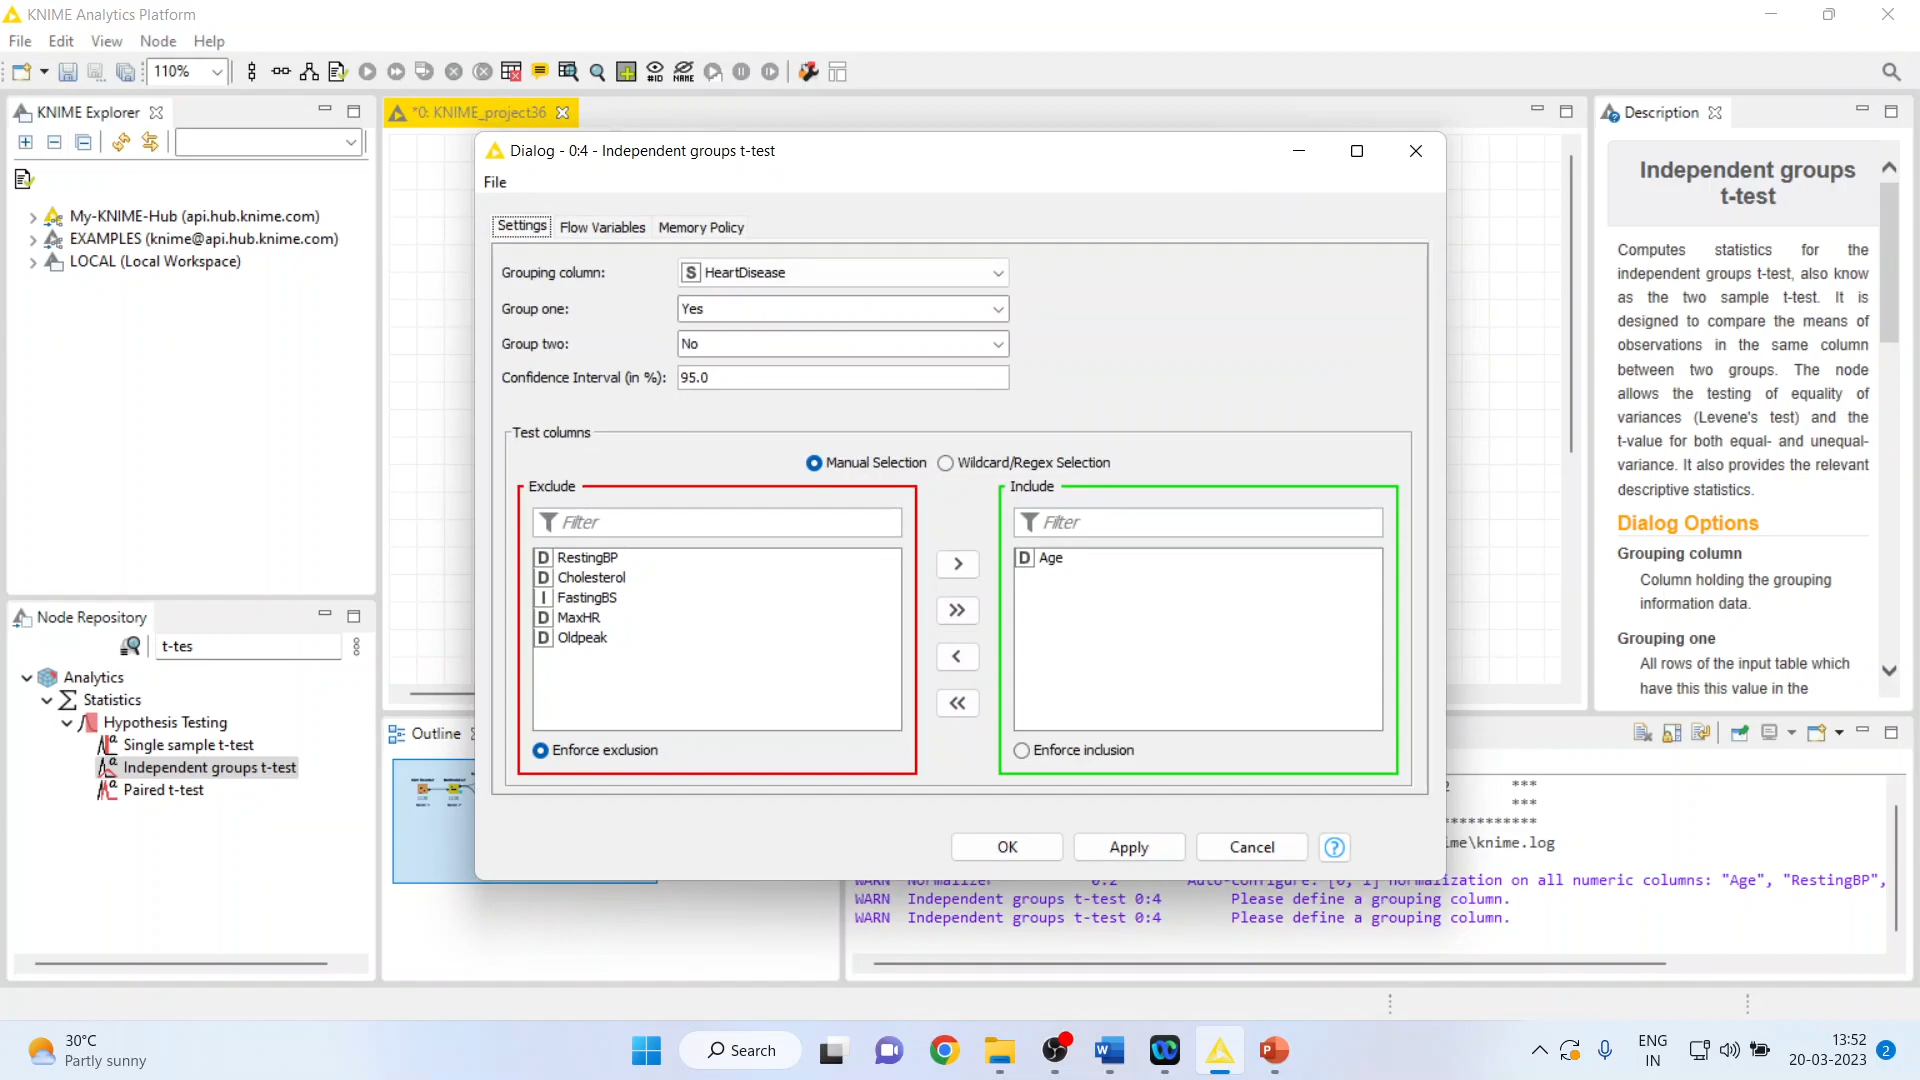 KNIME Analytics Platform
File Edit View Node Help
110%
#ID
NAME
KNIME Explorer
*0: KNIME_project36
Description
My-KNIME-Hub (api.hub.knime.com)
EXAMPLES (knime@api.hub.knime.com)
LOCAL (Local Workspace)
Node Repository
t-tes
Analytics
Statistics
Hypothesis Testing
Single sample t-test
Independent groups t-test
Paired t-test
Outline
Dialog - 0:4 - Independent groups t-test
File
Settings Flow Variables Memory Policy
Grouping column: S HeartDisease
Group one: Yes
Group two: No
Confidence Interval (in %): 95.0
Test columns
Manual Selection Wildcard/Regex Selection
Exclude Include
Filter Filter
D RestingBP
D Cholesterol
I FastingBS
D MaxHR
D Oldpeak
D Age
> 
>>
<
<<
Enforce exclusion Enforce inclusion
OK Apply Cancel ?
Independent groups
t-test
Computes statistics for the
independent groups t-test, also know
as the two sample t-test. It is
designed to compare the means of
observations in the same column
between two groups. The node
allows the testing of equality of
variances (Levene's test) and the
t-value for both equal- and unequal-
variance. It also provides the relevant
descriptive statistics.
Dialog Options
Grouping column
Column holding the grouping
information data.
Grouping one
All rows of the input table which
have this this value in the
2 ***
***
**********
ime\knime.log
WARN Normalizer 0:2 Auto-configure: [0, 1] normalization on all numeric columns: "Age", "RestingBP",
WARN Independent groups t-test 0:4 Please define a grouping column.
WARN Independent groups t-test 0:4 Please define a grouping column.
30°C
Partly sunny
Search
ENG
IN
13:52
20-03-2023
2